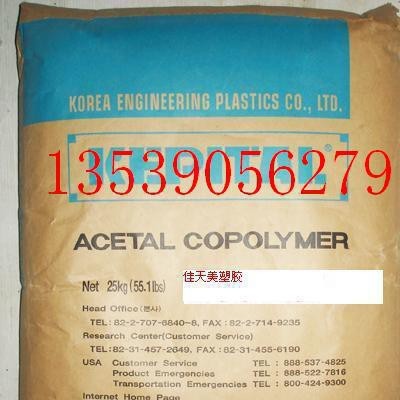 KOREA ENGINEERING PLASTICS CO., LTD.
KEPITAL®
13539056279
ACETAL COPOLYMER
佳天美塑胶
Net 25kg(55.1lbs)
Head Office(본사)
TEL: 82-2-707-6840~8, FAX : 82-2-714-9235
Research Center(Customer Service)
TEL: 82-31-457-2649, FAX : 82-31-455-6190
USA Customer Service TEL : 888-537-4825
Product Emergencies TEL : 888-522-7816
Transportation Emergencies TEL : 800-424-9300
Internet Home Page